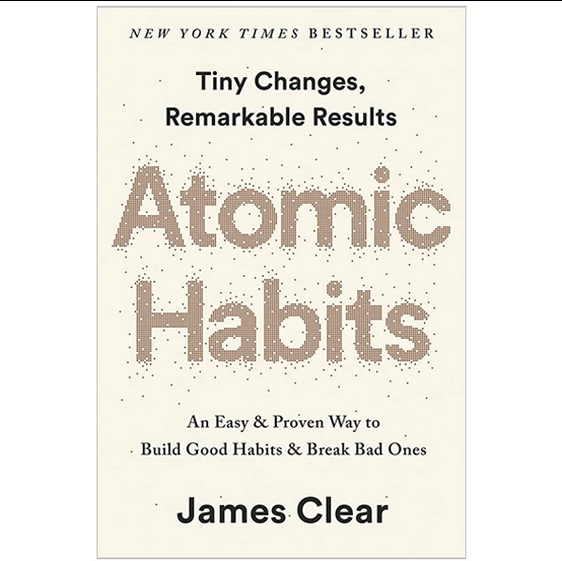 NEW YORK TIMES BESTSELLER
Tiny Changes,
Remarkable Results
Atomic
Habits
An Easy & Proven Way to
Build Good Habits & Break Bad Ones
James Clear